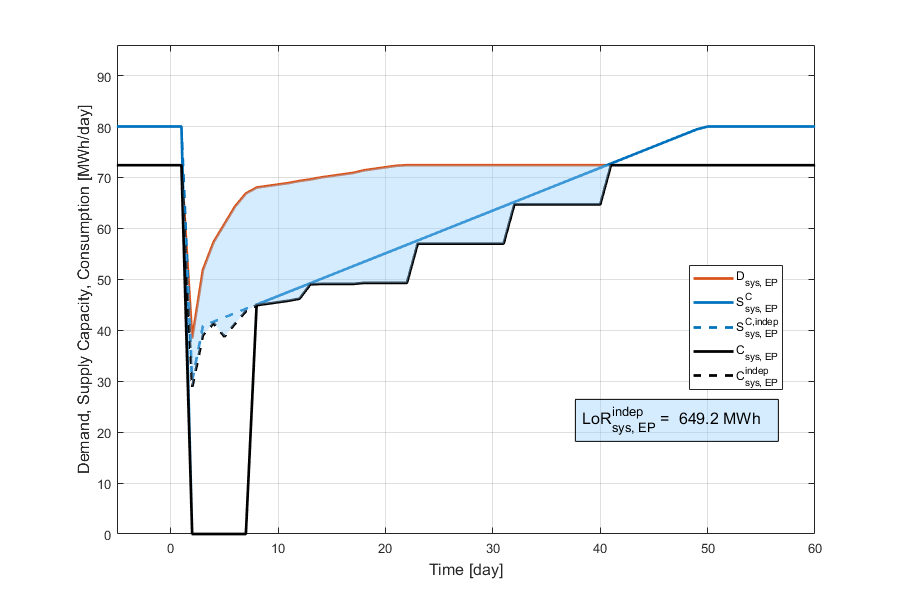 Demand, Supply Capacity, Consumption [MWh/day]
90
80
70
60
50
40
30
20
10
0
0 10 20 30 40 50 60
Time [day]
D sys, EP
S C sys, EP
S C,indep sys, EP
C sys, EP
C indep sys, EP
LoR indep sys, EP = 649.2 MWh